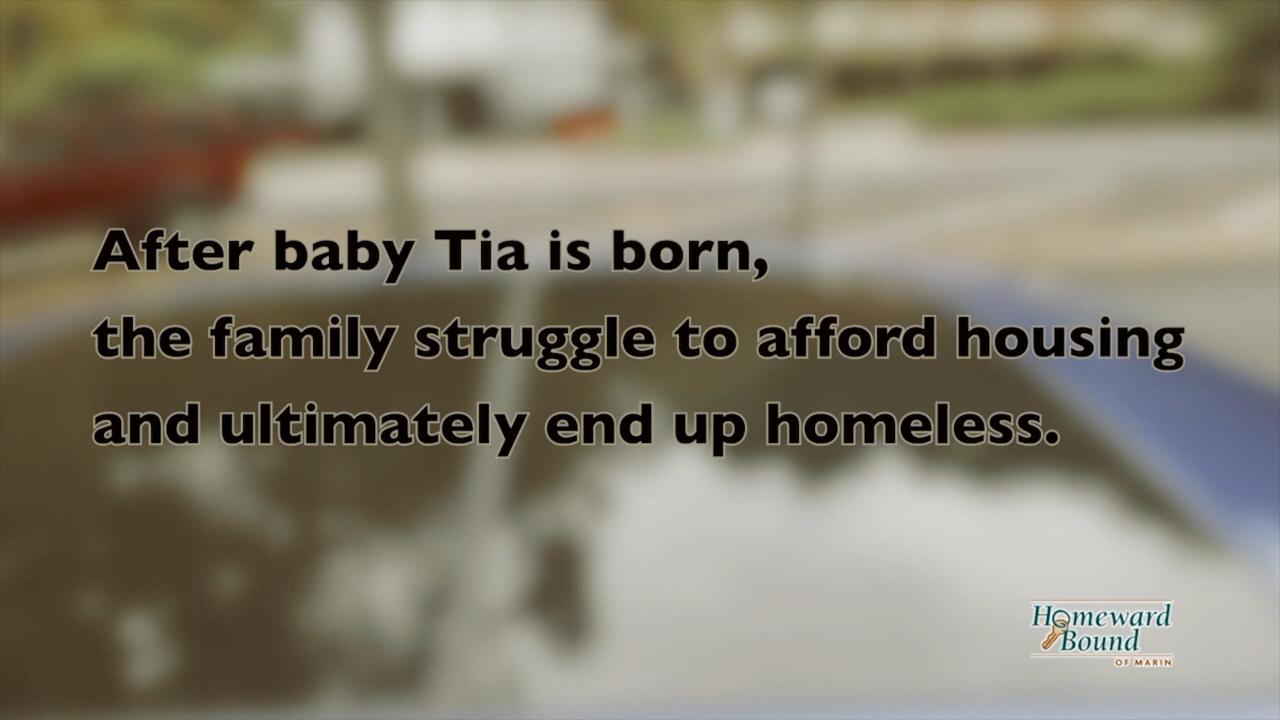 After baby Tia is born,
the family struggle to afford housing
and ultimately end up homeless.
Homeward
Bound
OF MARIN